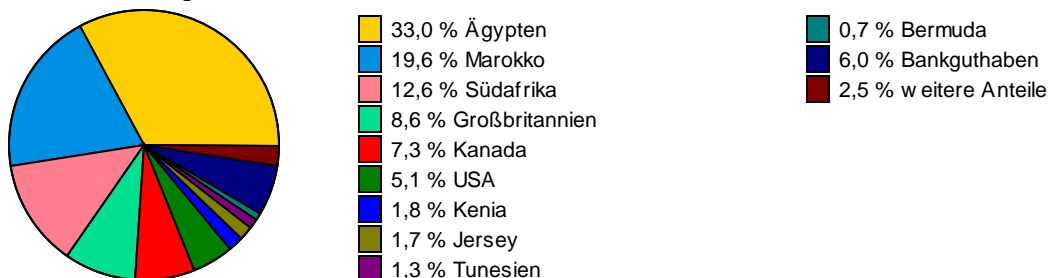 33,0 % Ägypten
19,6 % Marokko
12,6 % Südafrika
8,6 % Großbritannien
7,3 % Kanada
5,1 % USA
1,8 % Kenia
1,7 % Jersey
1,3 % Tunesien
0,7 % Bermuda
6,0 % Bankguthaben
2,5 % weitere Anteile